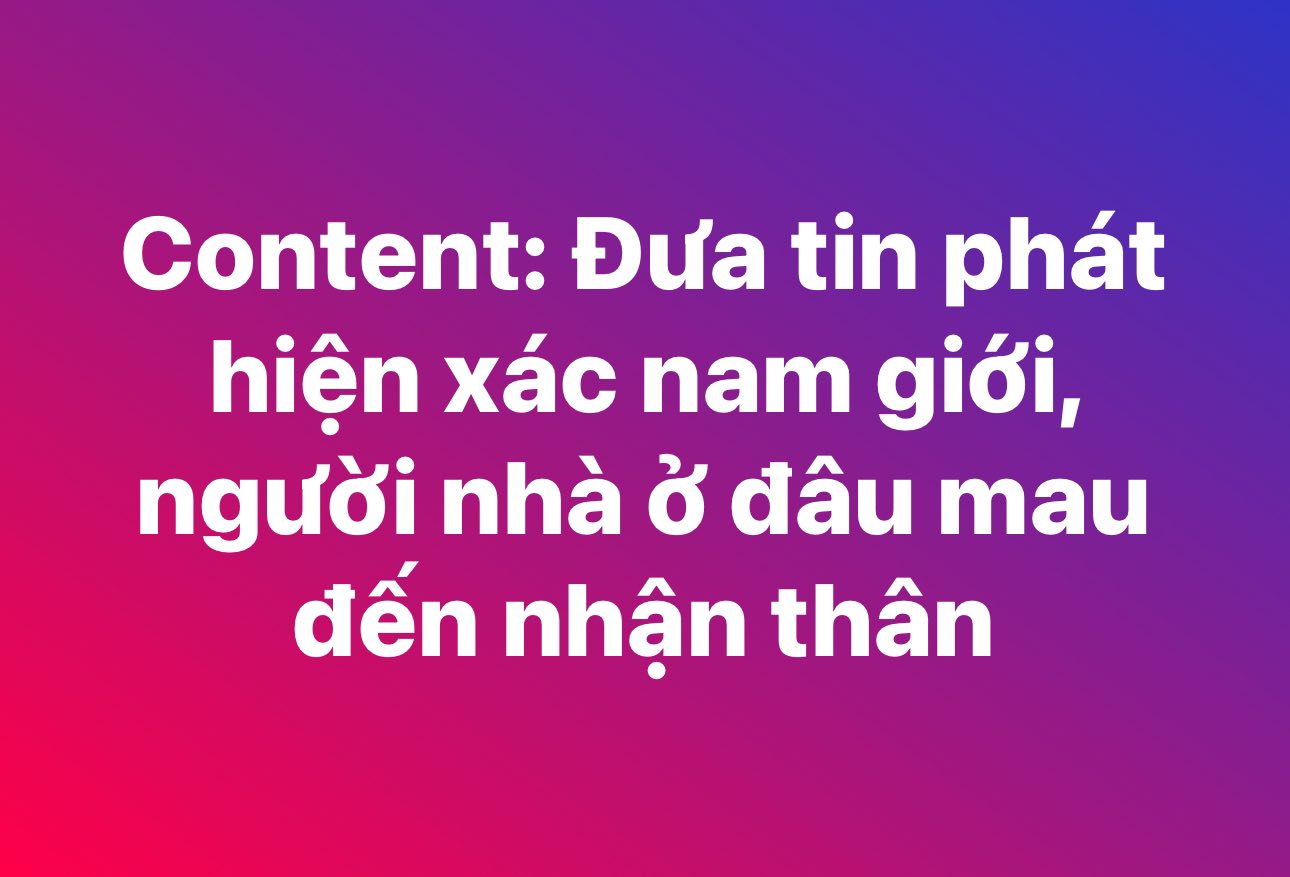 Content: Đưa tin phát
hiện xác nam giới,
người nhà ở đâu mau
đến nhận thân